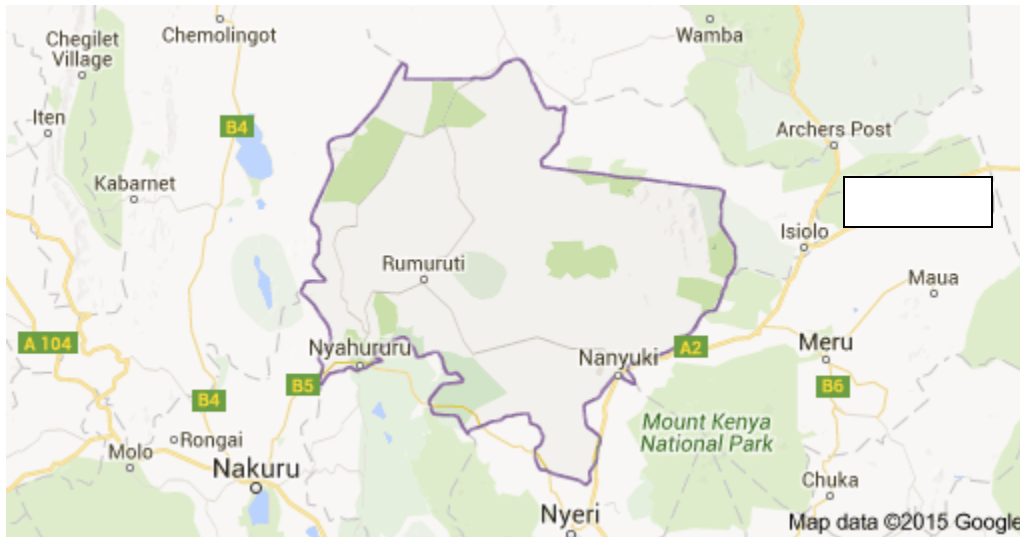 Chegilet
Village
Chemolingot
Wamba
Iten
B4
Archers Post
Kabarnet
Isiolo
Rumuruti
Maua
A 104
Nyahururu
Nanyuki
A2
Meru
B4
B5
B6
Mount Kenya
National Park
Rongai
Molo
Nakuru
Chuka
Nyeri
Map data ©2015 Google